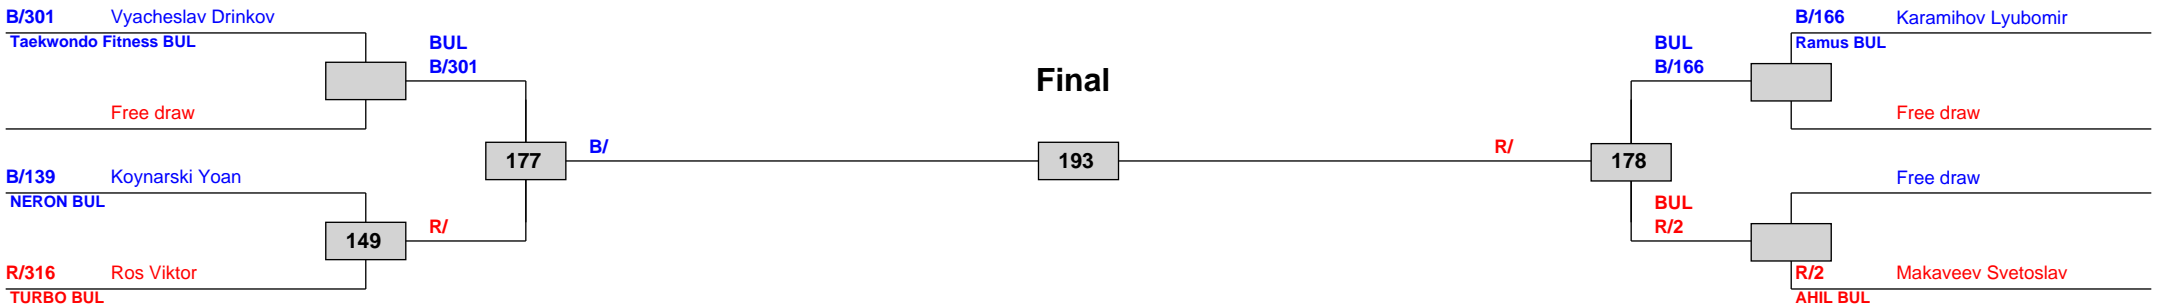 B/301 Vyacheslav Drinkov
Taekwondo Fitness BUL
BUL
B/301
Free draw
177
B/
B/139 Koynarski Yoan
NERON BUL
149
R/
R/316 Ros Viktor
TURBO BUL
Final
193
B/166 Karamihov Lyubomir
Ramus BUL
BUL
B/166
Free draw
R/
178
Free draw
BUL
R/2
R/2 Makaveev Svetoslav
AHIL BUL